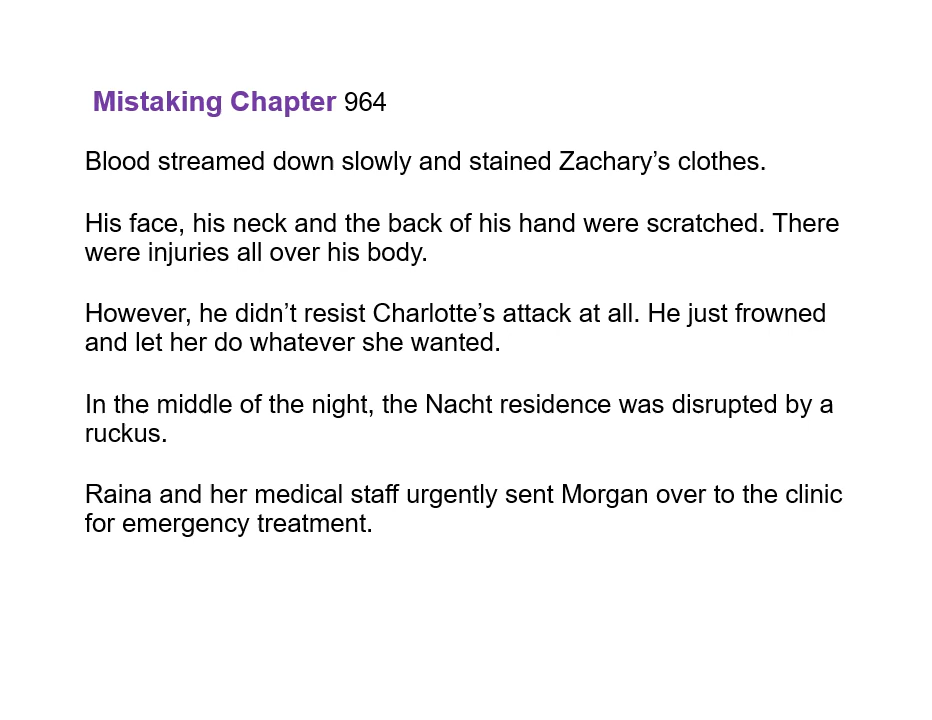 Mistaking Chapter 964
Blood streamed down slowly and stained Zachary’s clothes.
His face, his neck and the back of his hand were scratched. There
were injuries all over his body.
However, he didn’t resist Charlotte’s attack at all. He just frowned
and let her do whatever she wanted.
In the middle of the night, the Nacht residence was disrupted by a
ruckus.
Raina and her medical staff urgently sent Morgan over to the clinic
for emergency treatment.